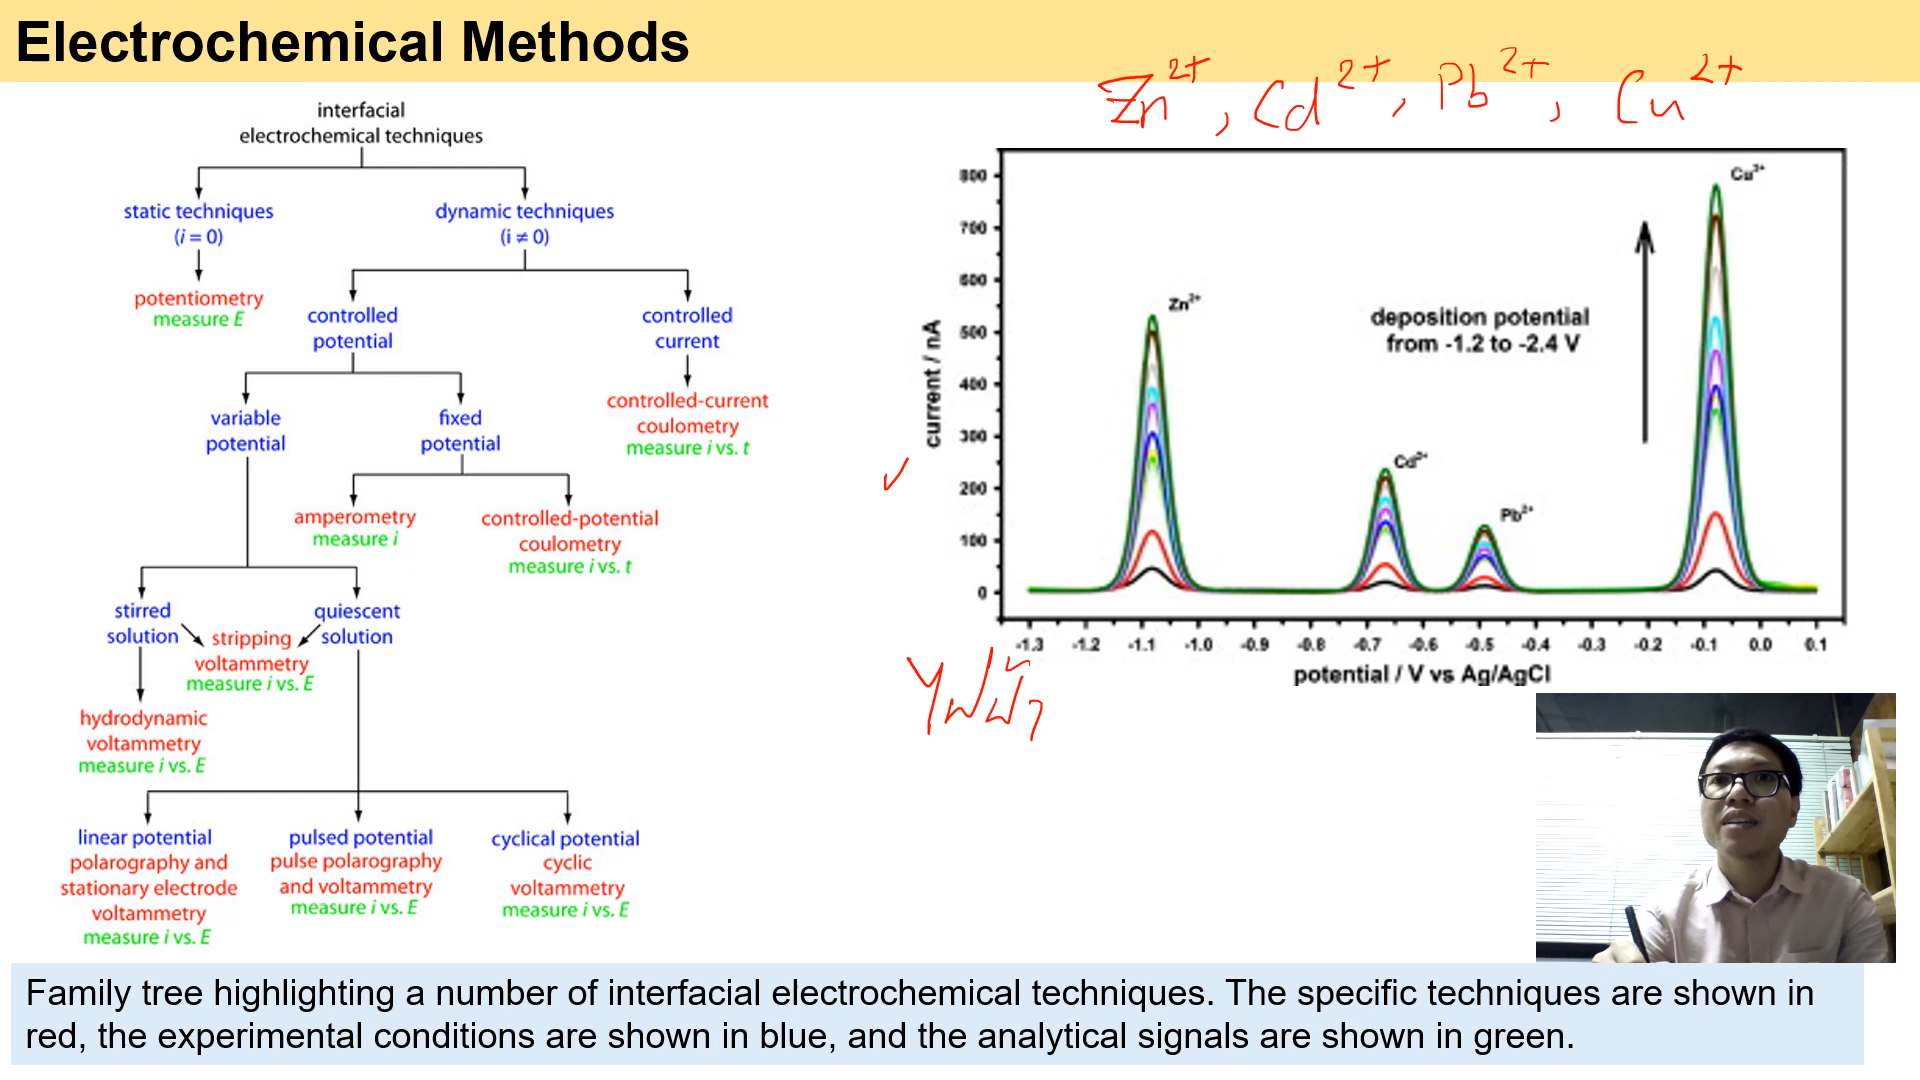 Electrochemical Methods
Zn2+, Cd2+, Pb2+, Cu2+
interfacial
electrochemical techniques
static techniques
(i = 0)
dynamic techniques
(i ≠ 0)
potentiometry
measure E
controlled
potential
controlled
current
variable
potential
fixed
potential
controlled-current
coulometry
measure i vs. t
amperometry
measure i
controlled-potential
coulometry
measure i vs. t
stirred
solution
quiescent
solution
stripping
voltammetry
measure i vs. E
hydrodynamic
voltammetry
measure i vs. E
linear potential
polarography and
stationary electrode
voltammetry
measure i vs. E
pulsed potential
pulse polarography
and voltammetry
measure i vs. E
cyclical potential
cyclic
voltammetry
measure i vs. E
current / nA
800
700
600
500
400
300
200
100
0
Zn2+
Cd2+
Pb2+
Cu2+
deposition potential
from -1.2 to -2.4 V
-1.3 -1.2 -1.1 -1.0 -0.9 -0.8 -0.7 -0.6 -0.5 -0.4 -0.3 -0.2 -0.1 0.0 0.1
potential / V vs Ag/AgCl
Family tree highlighting a number of interfacial electrochemical techniques. The specific techniques are shown in
red, the experimental conditions are shown in blue, and the analytical signals are shown in green.